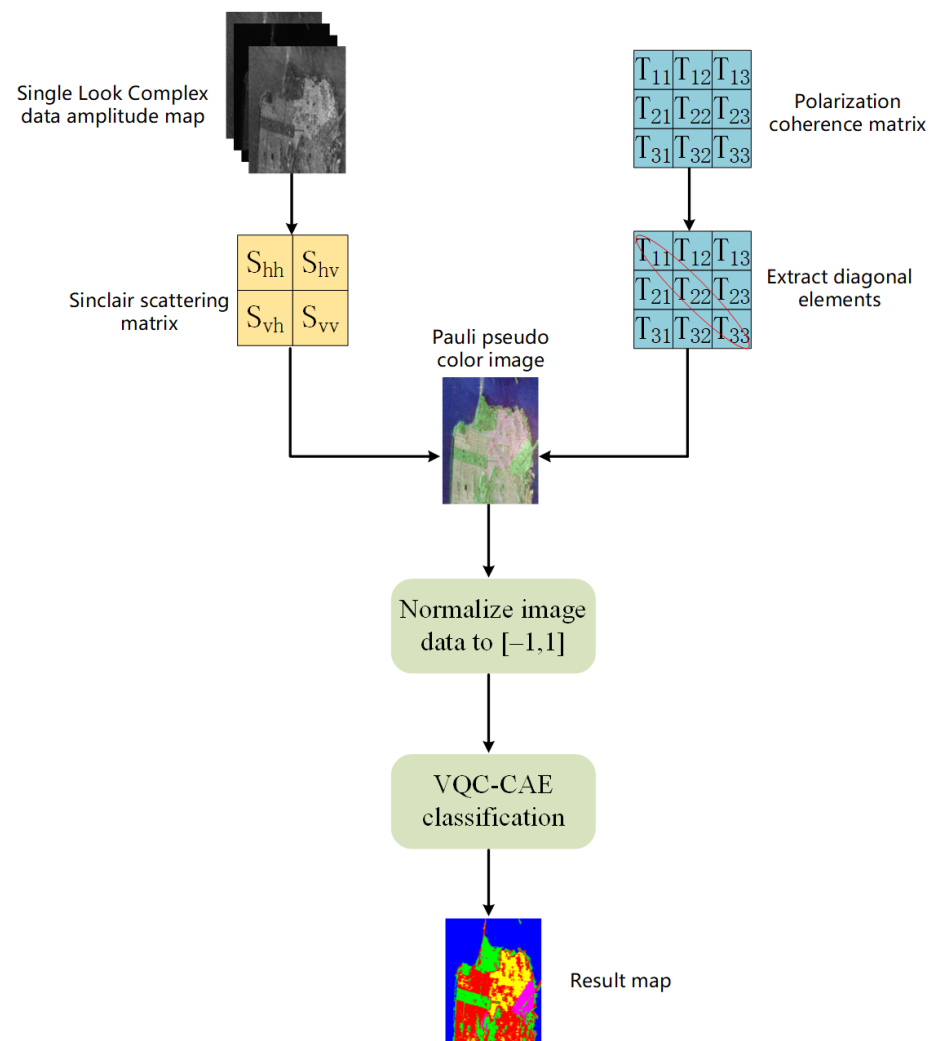 Single Look Complex
data amplitude map
T₁₁ T₁₂ T₁₃
T₂₁ T₂₂ T₂₃
T₃₁ T₃₂ T₃₃
Polarization
coherence matrix
Sinclair scattering
matrix
Sₕₕ Sₕᵥ
Sᵥₕ Sᵥᵥ
T₁₁ T₁₂ T₁₃
T₂₁ T₂₂ T₂₃
T₃₁ T₃₂ T₃₃
Extract diagonal
elements
Pauli pseudo
color image
Normalize image
data to [–1,1]
VQC-CAE
classification
Result map